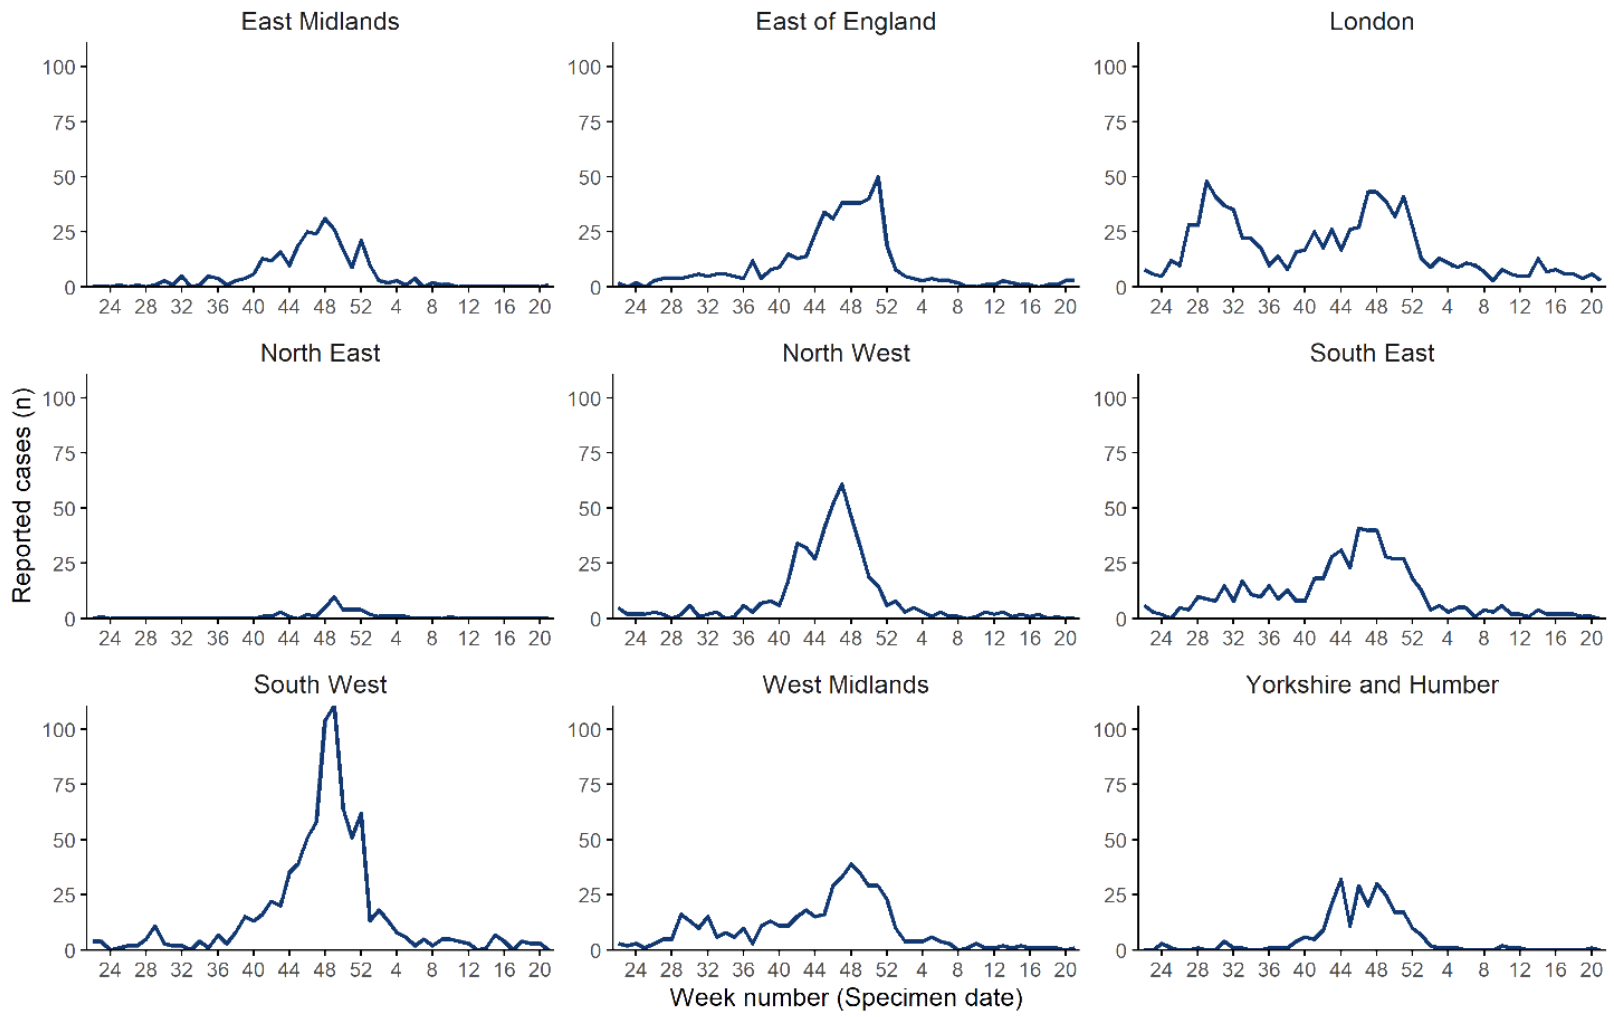 East Midlands
East of England
London
100
75
50
25
0
24 28 32 36 40 44 48 52 4 8 12 16 20
100
75
50
25
0
24 28 32 36 40 44 48 52 4 8 12 16 20
100
75
50
25
0
24 28 32 36 40 44 48 52 4 8 12 16 20
North East
North West
South East
Reported cases (n)
100
75
50
25
0
24 28 32 36 40 44 48 52 4 8 12 16 20
100
75
50
25
0
24 28 32 36 40 44 48 52 4 8 12 16 20
100
75
50
25
0
24 28 32 36 40 44 48 52 4 8 12 16 20
South West
West Midlands
Yorkshire and Humber
100
75
50
25
0
24 28 32 36 40 44 48 52 4 8 12 16 20
100
75
50
25
0
24 28 32 36 40 44 48 52 4 8 12 16 20
100
75
50
25
0
24 28 32 36 40 44 48 52 4 8 12 16 20
Week number (Specimen date)